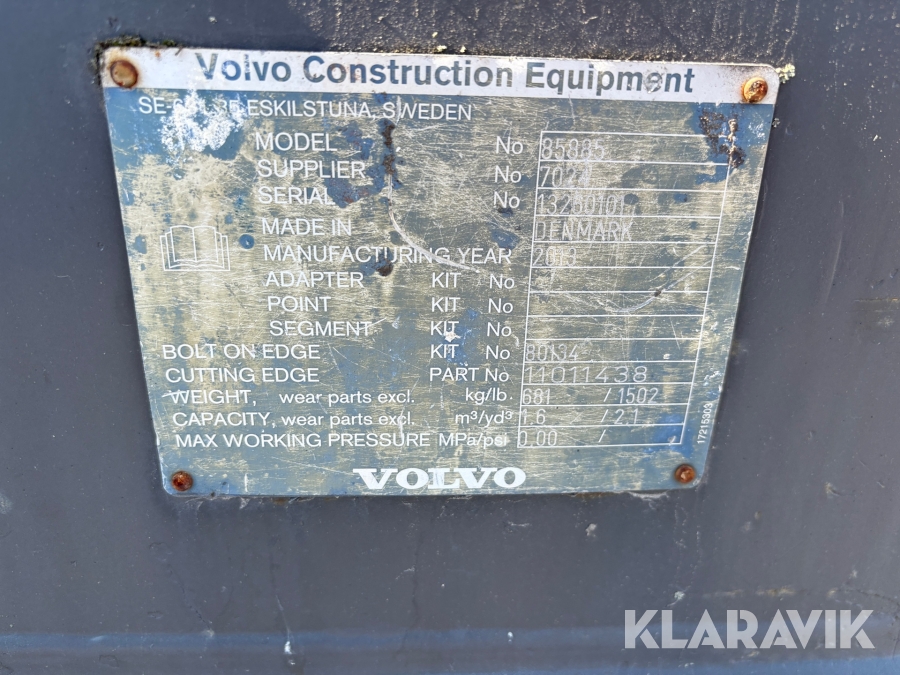 Volvo Construction Equipment
ESKILSTUNA, SWEDEN
MODEL No 85885
SUPPLIER No
SERIAL No
MADE IN DENMARK
MANUFACTURING YEAR 2013
ADAPTER KIT No
POINT KIT No
SEGMENT KIT No
BOLT ON EDGE KIT No 80134
CUTTING EDGE PART No 11011438
WEIGHT, wear parts excl. kg/lb. 681 / 1502
CAPACITY, wear parts excl. m³/yd³ 1.6 / 2.1
MAX WORKING PRESSURE MPa/psi 0.00 /
VOLVO
17215303
KLARAVIK